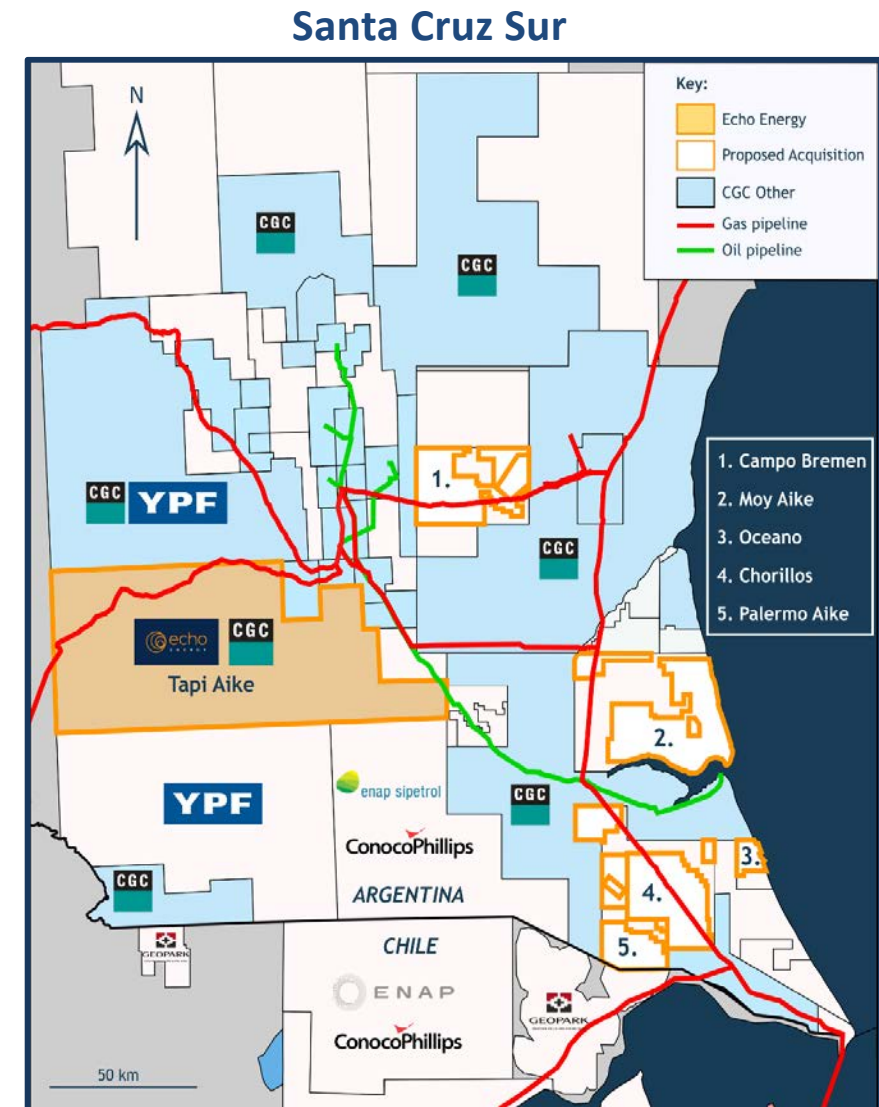 Santa Cruz Sur
N
Key:
Echo Energy
Proposed Acquisition
CGC Other
Gas pipeline
Oil pipeline
CGC
CGC
1. Campo Bremen
2. Moy Aike
3. Oceano
4. Chorillos
5. Palermo Aike
1.
CGC
YPF
CGC
echo
ENERGY
CGC
Tapi Aike
2.
YPF
enap sipetrol
CGC
ConocoPhillips
3.
CGC
ARGENTINA
4.
CHILE
5.
GEOPARK
ENAP
GEOPARK
ConocoPhillips
50 km